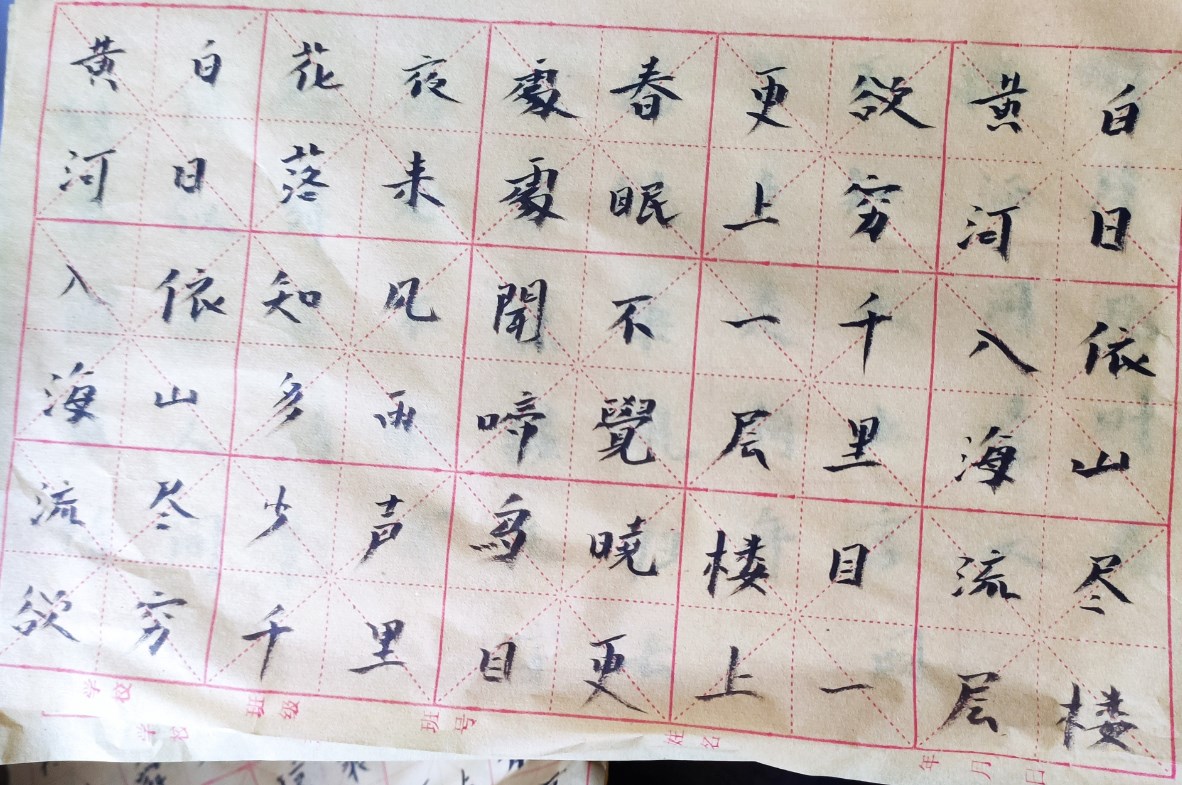 白日依山尽
黄河入海流
欲穷千里目
更上一层楼
春眠不覺曉
處處聞啼鳥
夜来风雨声
花落知多少
白日依山尽
黄河入海流
欲穷千里目更上一层楼
学校
班级
班号
姓名
年月日